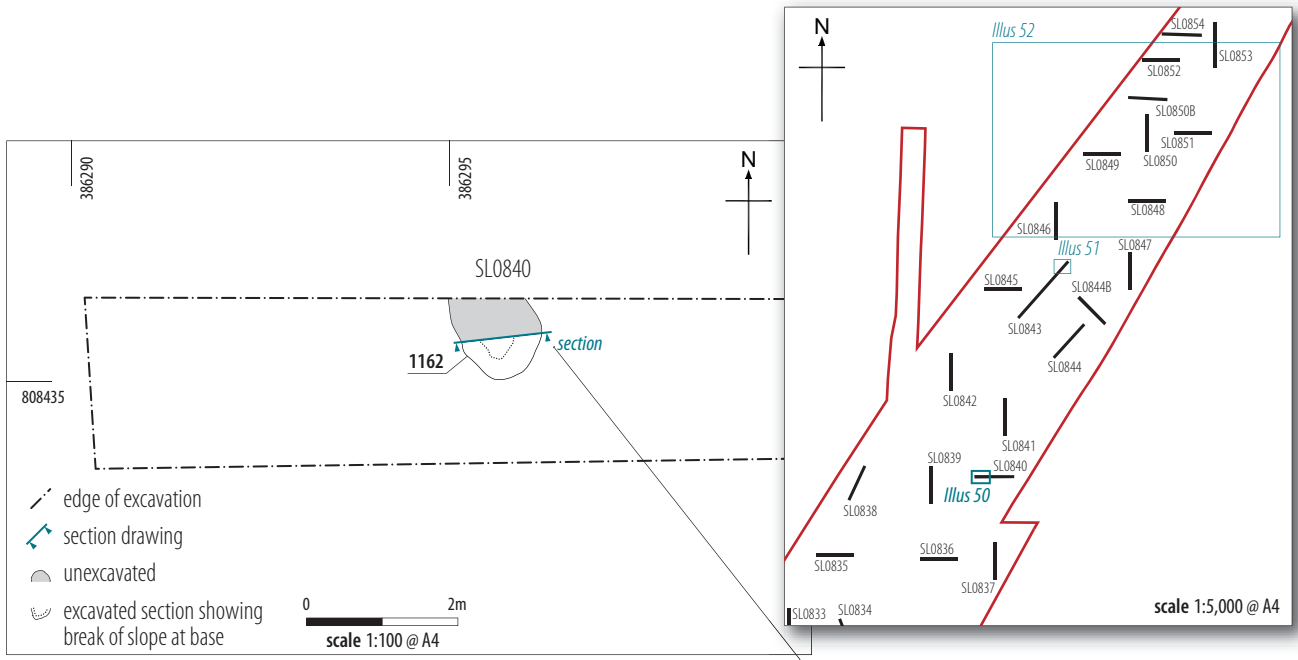 386290
386295
N
SL0840
section
1162
808435
edge of excavation
section drawing
unexcavated
excavated section showing
break of slope at base
0 2m
scale 1:100 @ A4
N
Illus 52
SL0854
SL0853
SL0852
SL0850B
SL0851
SL0850
SL0849
SL0848
SL0846
SL0847
Illus 51
SL0845
SL0844B
SL0843
SL0844
SL0842
SL0841
SL0839
SL0840
Illus 50
SL0838
SL0836
SL0835
SL0837
SL0833
SL0834
scale 1:5,000 @ A4